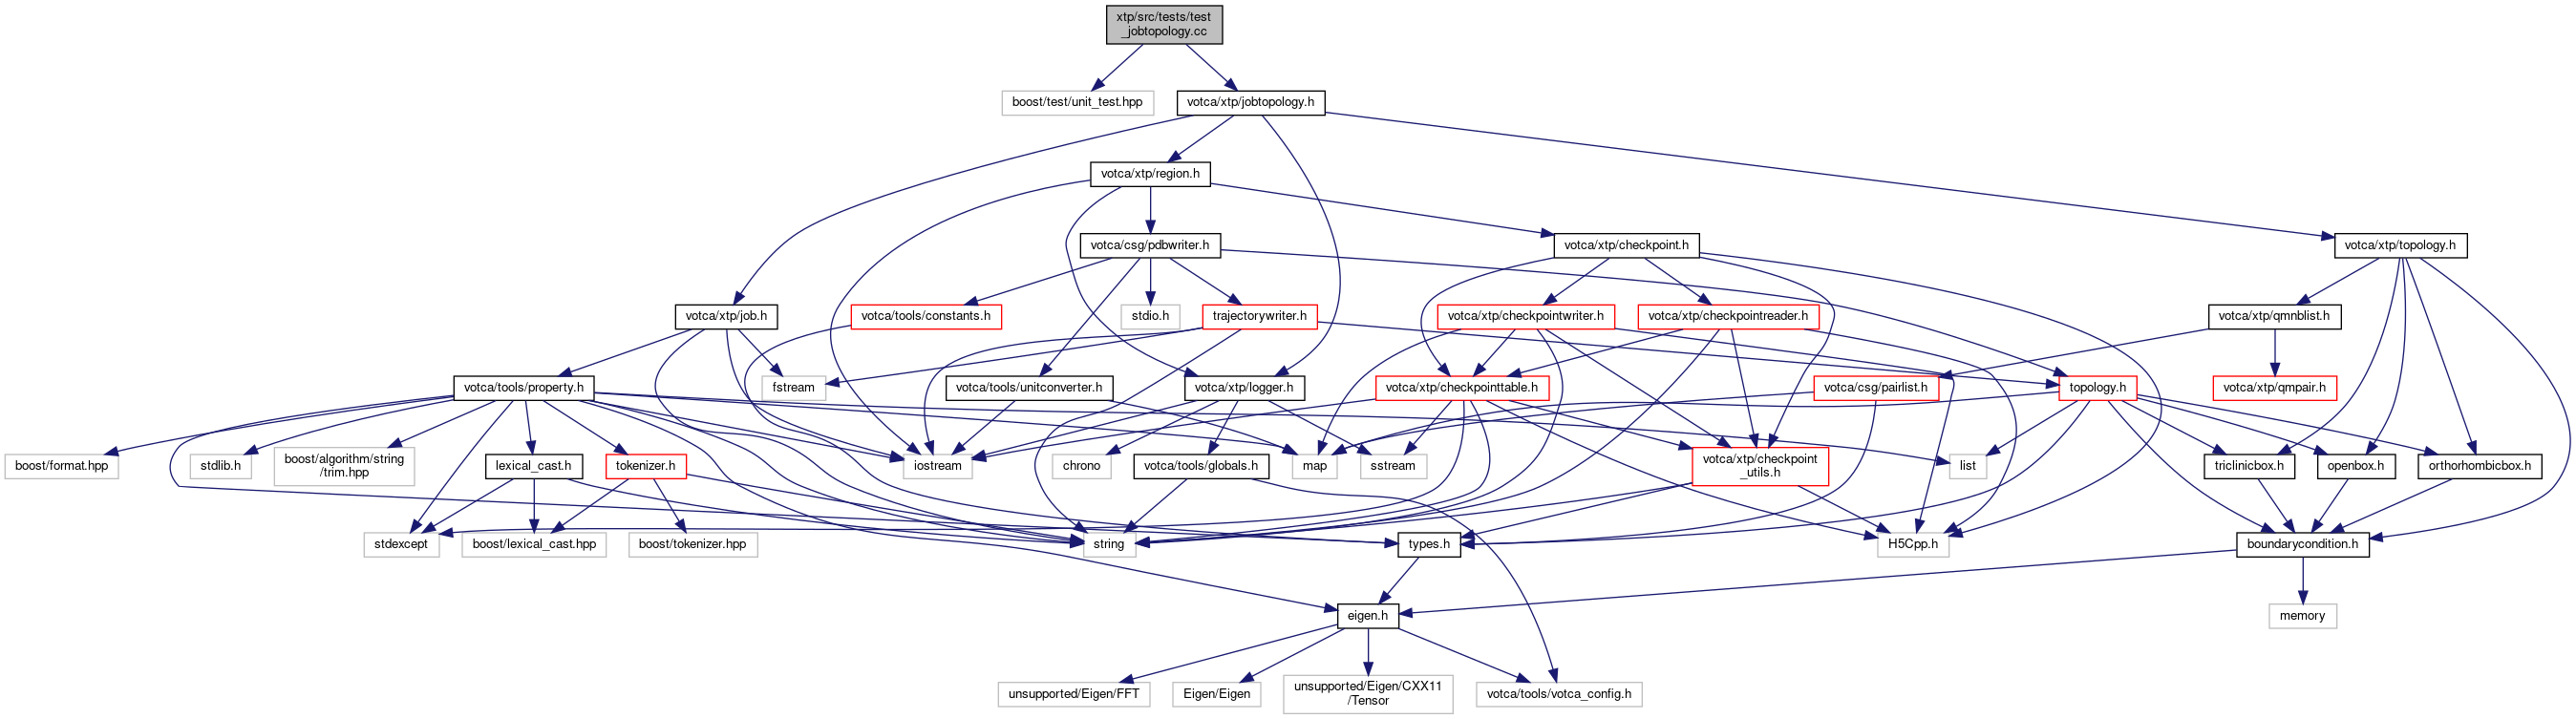 xtp/src/tests/test
_jobtopology.cc
boost/test/unit_test.hpp
votca/xtp/jobtopology.h
votca/xtp/region.h
votca/csg/pdbwriter.h
votca/xtp/checkpoint.h
votca/xtp/topology.h
votca/xtp/job.h
votca/tools/constants.h
stdio.h
trajectorywriter.h
votca/xtp/checkpointwriter.h
votca/xtp/checkpointreader.h
votca/xtp/qmnblist.h
votca/tools/property.h
fstream
votca/tools/unitconverter.h
votca/xtp/logger.h
votca/xtp/checkpointtable.h
votca/csg/pairlist.h
topology.h
votca/xtp/qmpair.h
boost/format.hpp
stdlib.h
boost/algorithm/string
/trim.hpp
lexical_cast.h
tokenizer.h
iostream
chrono
votca/tools/globals.h
map
sstream
votca/xtp/checkpoint
_utils.h
list
triclinicbox.h
openbox.h
orthorhombicbox.h
stdexcept
boost/lexical_cast.hpp
boost/tokenizer.hpp
string
types.h
H5Cpp.h
boundarycondition.h
eigen.h
memory
unsupported/Eigen/FFT
Eigen/Eigen
unsupported/Eigen/CXX11
/Tensor
votca/tools/votca_config.h